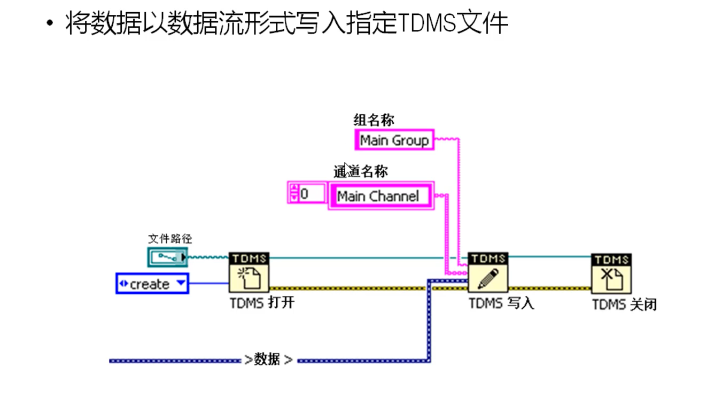 • 将数据以数据流形式写入指定TDMS文件
组名称
Main Group
通道名称
0
Main Channel
文件路径
TDMS
TDMS
TDMS
create
TDMS 打开
TDMS 写入
TDMS 关闭
>数据 >